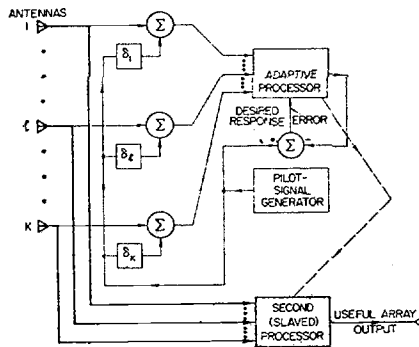 ANTENNAS
1
Σ
δ₁
ADAPTIVE
PROCESSOR
DESIRED
RESPONSE
ERROR
ℓ
Σ
δℓ
+
-
Σ
PILOT-
SIGNAL
GENERATOR
K
Σ
δK
SECOND
(SLAVED)
PROCESSOR
USEFUL ARRAY
OUTPUT